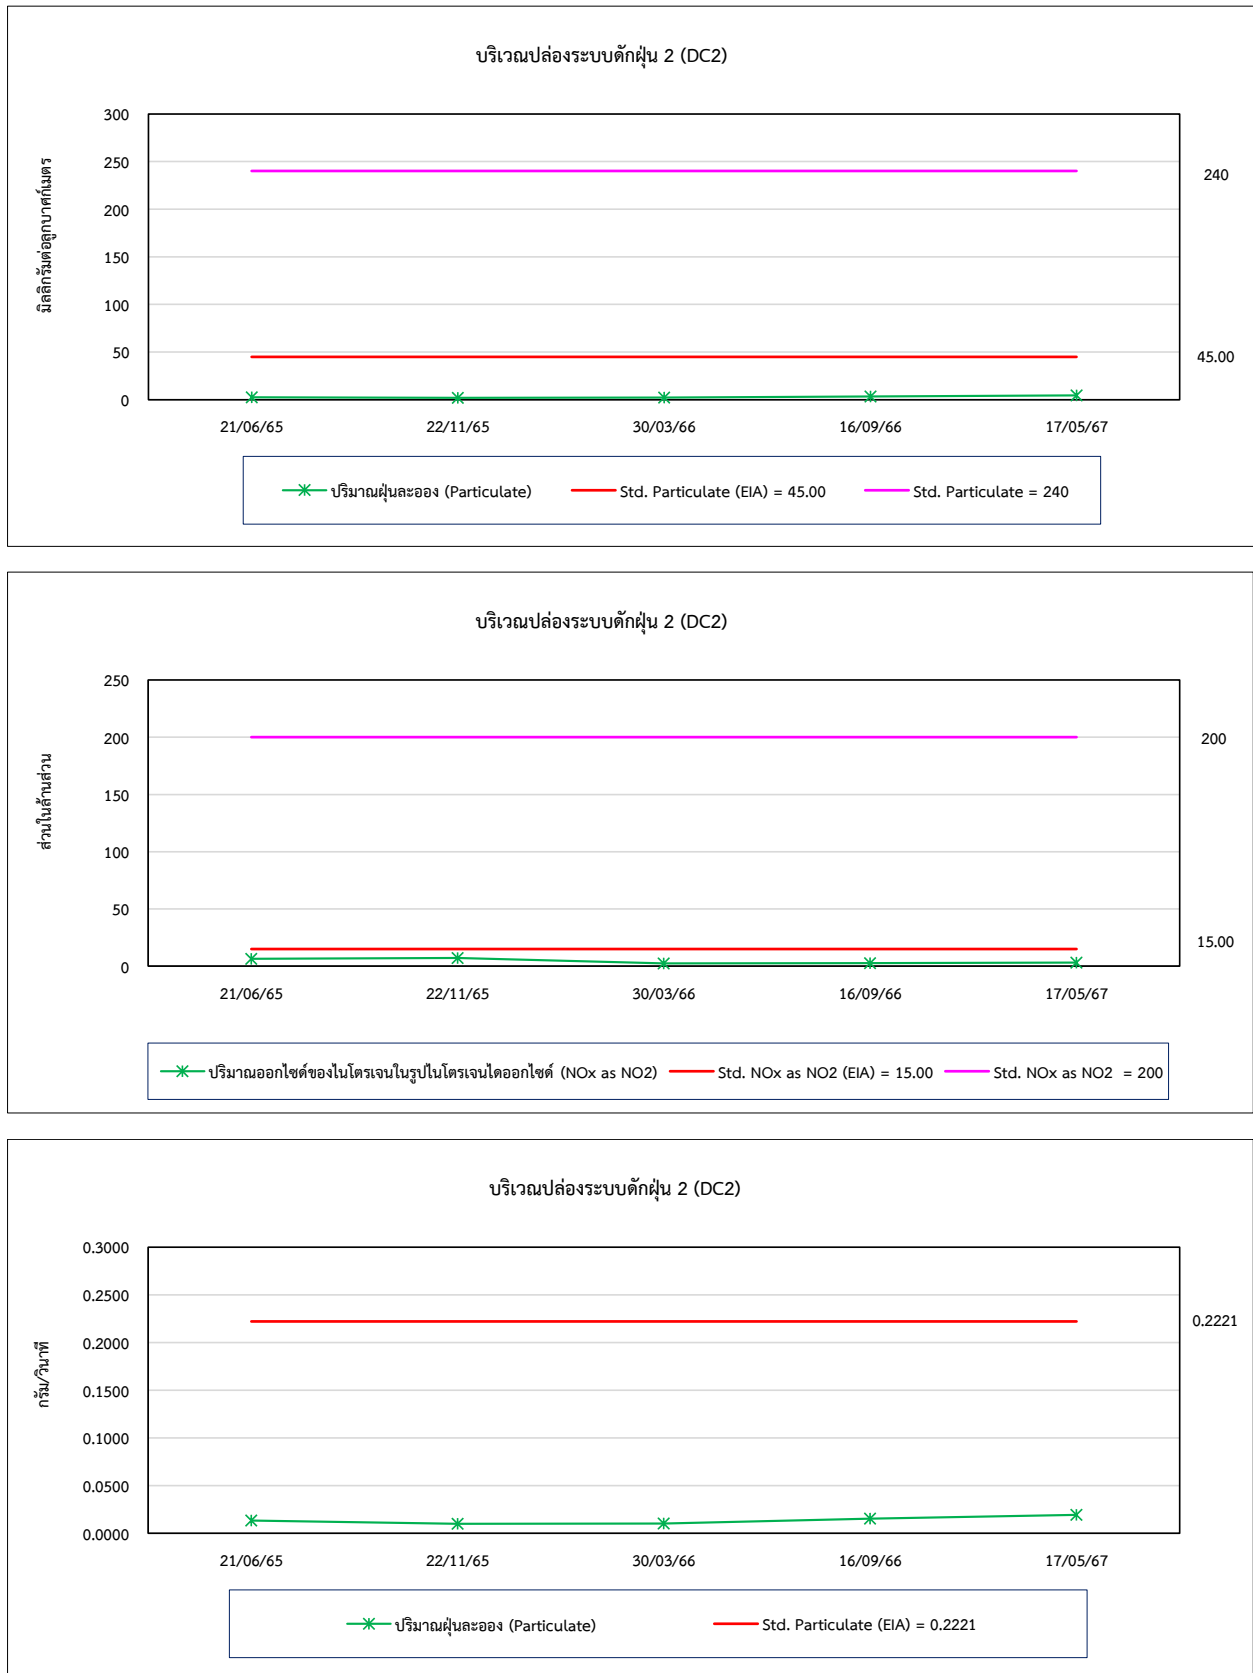 บริเวณปล่องระบบดักฝุ่น 2 (DC2)
มิลลิกรัมต่อลูกบาศก์เมตร
300
250
200
150
100
50
0
240
45.00
21/06/65 22/11/65 30/03/66 16/09/66 17/05/67
ปริมาณฝุ่นละออง (Particulate) Std. Particulate (EIA) = 45.00 Std. Particulate = 240
บริเวณปล่องระบบดักฝุ่น 2 (DC2)
ส่วนในล้านส่วน
250
200
150
100
50
0
200
15.00
21/06/65 22/11/65 30/03/66 16/09/66 17/05/67
ปริมาณออกไซด์ของไนโตรเจนในรูปไนโตรเจนไดออกไซด์ (NOx as NO2) Std. NOx as NO2 (EIA) = 15.00 Std. NOx as NO2 = 200
บริเวณปล่องระบบดักฝุ่น 2 (DC2)
กรัม/วินาที
0.3000
0.2500
0.2000
0.1500
0.1000
0.0500
0.0000
0.2221
21/06/65 22/11/65 30/03/66 16/09/66 17/05/67
ปริมาณฝุ่นละออง (Particulate) Std. Particulate (EIA) = 0.2221